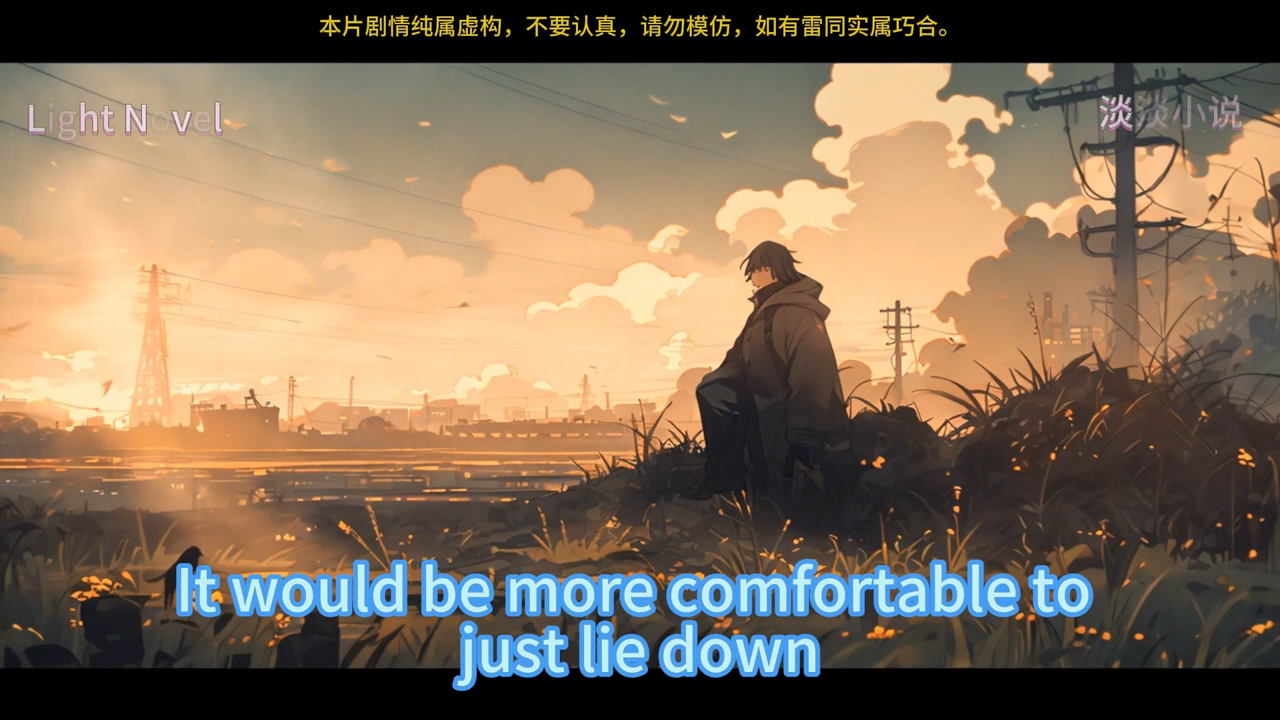 本片剧情纯属虚构，不要认真，请勿模仿，如有雷同实属巧合。
Light Novel
淡淡小说
It would be more comfortable to
just lie down